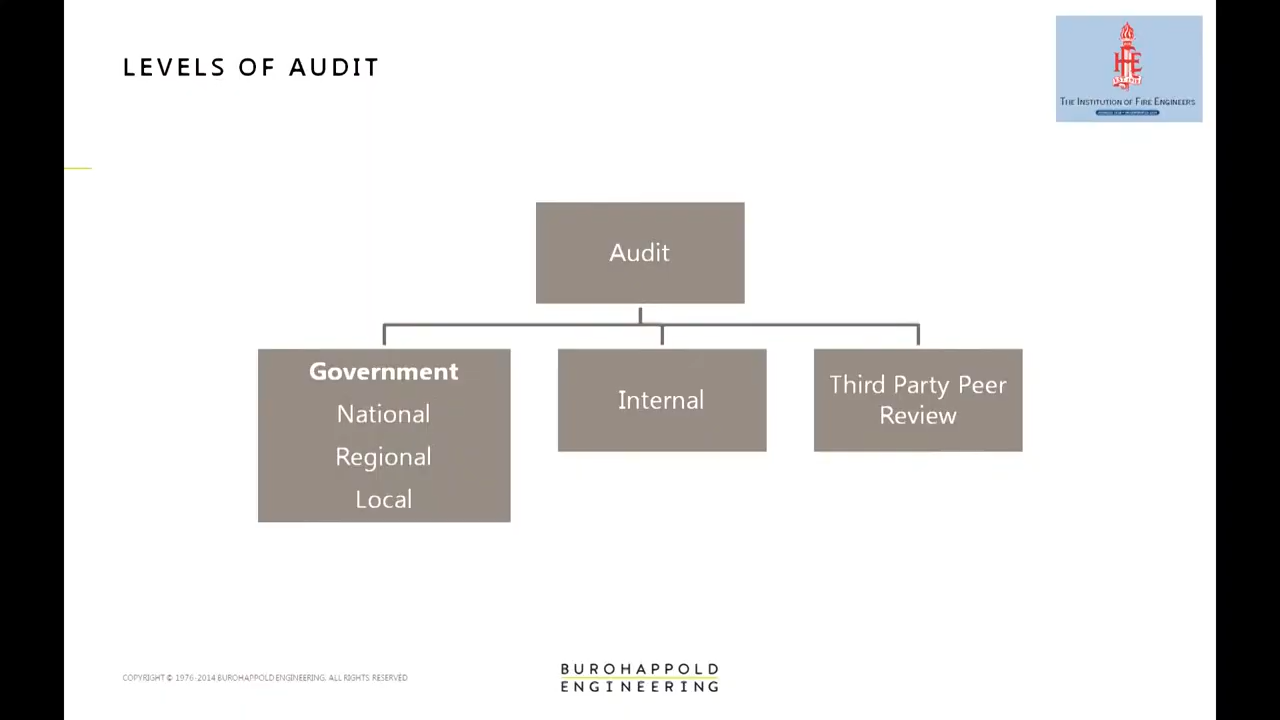 LEVELS OF AUDIT
THE INSTITUTION OF FIRE ENGINEERS
Audit
Government
National
Regional
Local
Internal
Third Party Peer
Review
COPYRIGHT © 1976-2014 BUROHAPPOLD ENGINEERING. ALL RIGHTS RESERVED
BUROHAPPOLD
ENGINEERING